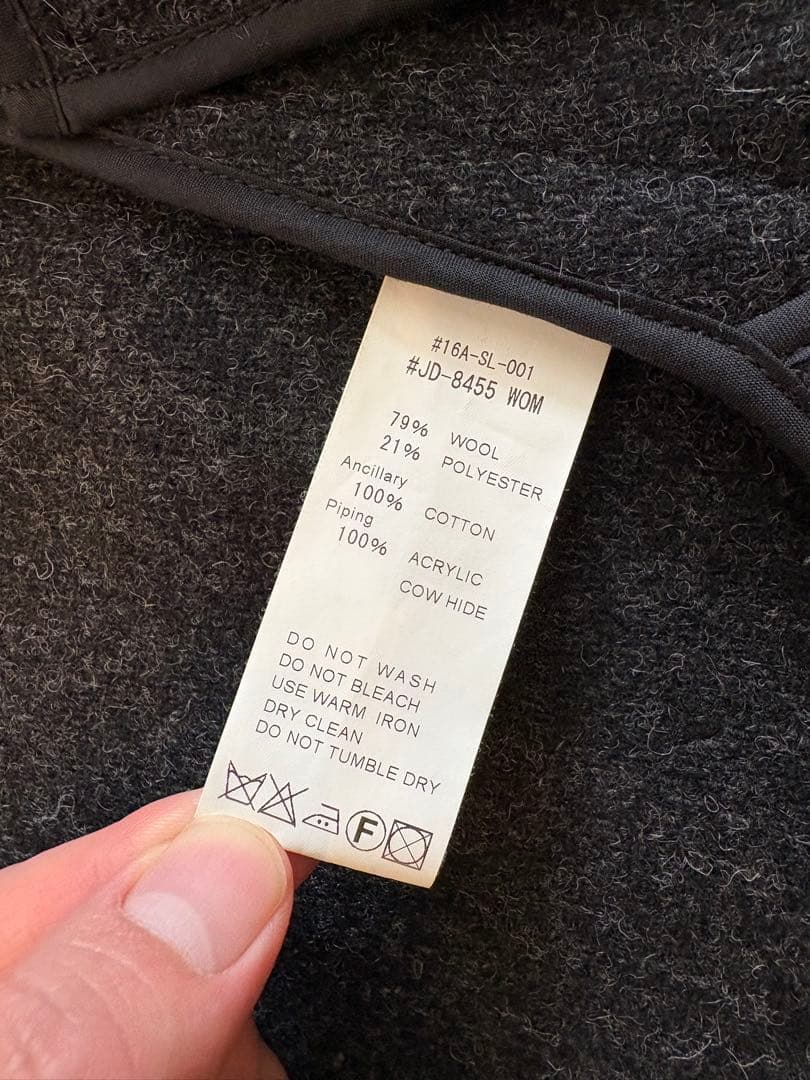 #16A-SL-001
#JD-8455 WOM
79% WOOL
21% POLYESTER
Ancillary
100% COTTON
Piping
100% ACRYLIC
COW HIDE
DO NOT WASH
DO NOT BLEACH
USE WARM IRON
DRY CLEAN
DO NOT TUMBLE DRY
F